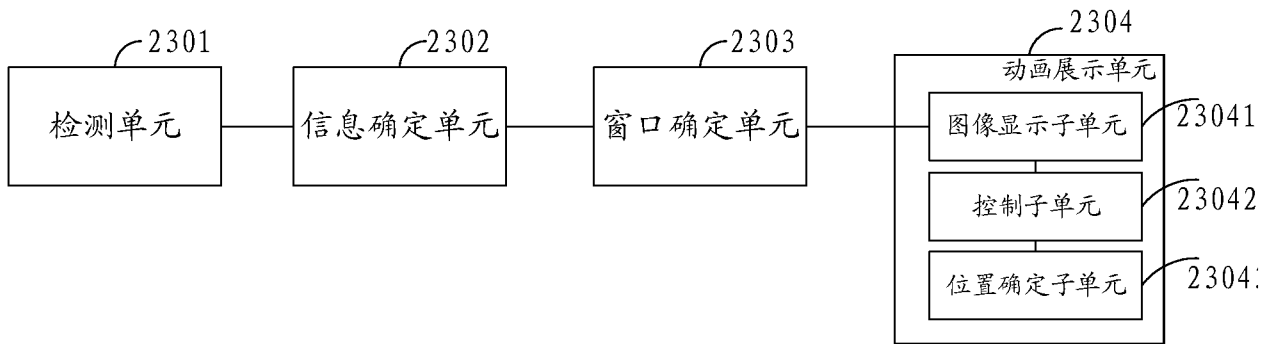 2301
检测单元
2302
信息确定单元
2303
窗口确定单元
2304
动画展示单元
图像显示子单元
23041
控制子单元
23042
位置确定子单元